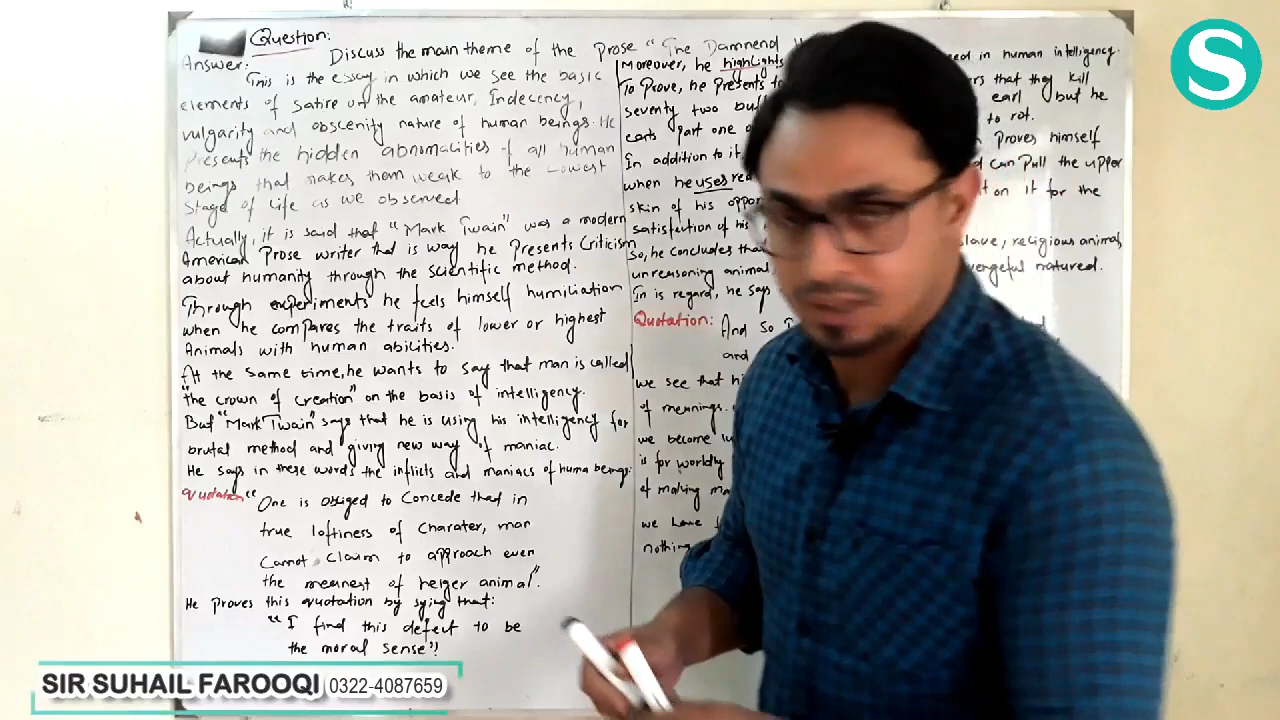 Question:
Discuss the main theme of the Prose "The Damnend
Answer:
This is the essay in which we see the basic
elements of satire on the amateur, Indecency,
vulgarity and obscenity nature of human beings. He
presents the hidden abnomalities of all human
beings that makes them weak to the Lowest
Stage of Life as we observed.
Actually, it is said that "Mark Twain" was a modern
American Prose writer that is way he Presents Criticism
about humanity through the Scientific method.
Through experiments he feels himself humiliation
when he compares the traits of lower or highest
Animals with human abilities.
At the same time, he wants to say that man is called
"the crown of creation" on the basis of intelligency.
But "Mark Twain" says that he is using his intelligency for
brutal method and giving new way of maniac.
He says in these words the inflicts and maniacs of human beings.
Quotation "One is obliged to Concede that in
true loftiness of Charater, man
Cannot Claim to approach even
the meanest of heiger animal".
He proves this quotation by sying that:
"I find this defect to be
the moral sense"!
Moreover, he highlights
To Prove, he presents
seventy two
earts part one
In addition to it
when he uses
skin of his
satisfaction of his
So, he concludes that
unreasoning animal
In is regard, he says
Quotation: And so I
and
we see that
of meanings.
we become
is for worldly
of making
we have
nothing
in human intelligency.
that they kill
earl but he
to rot.
Proves himself
can Pull the upper
on it for the
slave, religious animal,
vengeful natured.
S
SIR SUHAIL FAROOQI 0322-4087659